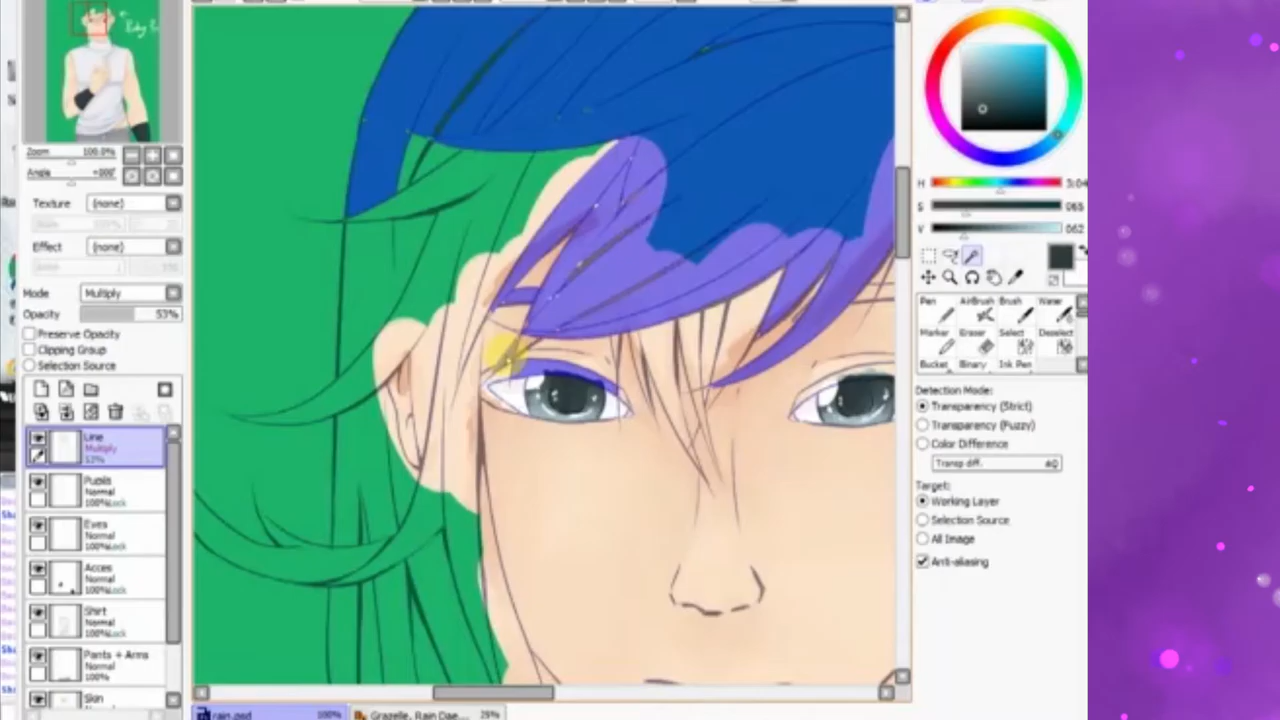 Zoom 100.0%
Angle +000°
Texture (none)
Effect (none)
Mode Multiply
Opacity 53%
Preserve Opacity
Clipping Group
Selection Source
Line
Multiply
53%
Pupils
Normal
100%Lock
Eyes
Normal
100%Lock
Acces
Normal
100%Lock
Shirt
Normal
100%Lock
Pants + Arms
Normal
100%
Skin
Normal
rain.psd 100%
Grazelle, Rain Dae... 25%
H
S 065
V 062
Pen AirBrush Brush Water
Marker Eraser Select Deselect
Bucket Binary Ink Pen
Detection Mode:
Transparency (Strict)
Transparency (Fuzzy)
Color Difference
Transp diff.
Target:
Working Layer
Selection Source
All Image
Anti-aliasing